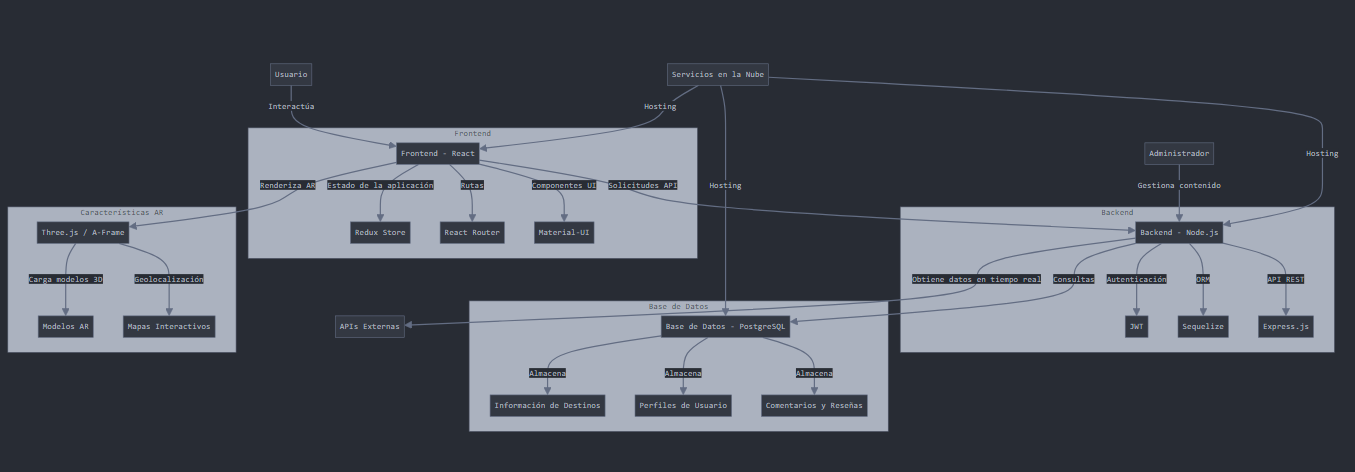 Usuario
Servicios en la Nube
Interactúa
Hosting
Frontend
Frontend - React
Administrador
Hosting
Renderiza AR
Estado de la aplicación
Rutas
Componentes UI
Solicitudes API
Hosting
Gestiona contenido
Características AR
Backend
Three.js / A-Frame
Redux Store
React Router
Material-UI
Backend - Node.js
Carga modelos 3D
Geolocalización
Obtiene datos en tiempo real
Consultas
Autenticación
ORM
API REST
Base de Datos
Modelos AR
Mapas Interactivos
APIs Externas
Base de Datos - PostgreSQL
JWT
Sequelize
Express.js
Almacena
Almacena
Almacena
Información de Destinos
Perfiles de Usuario
Comentarios y Reseñas